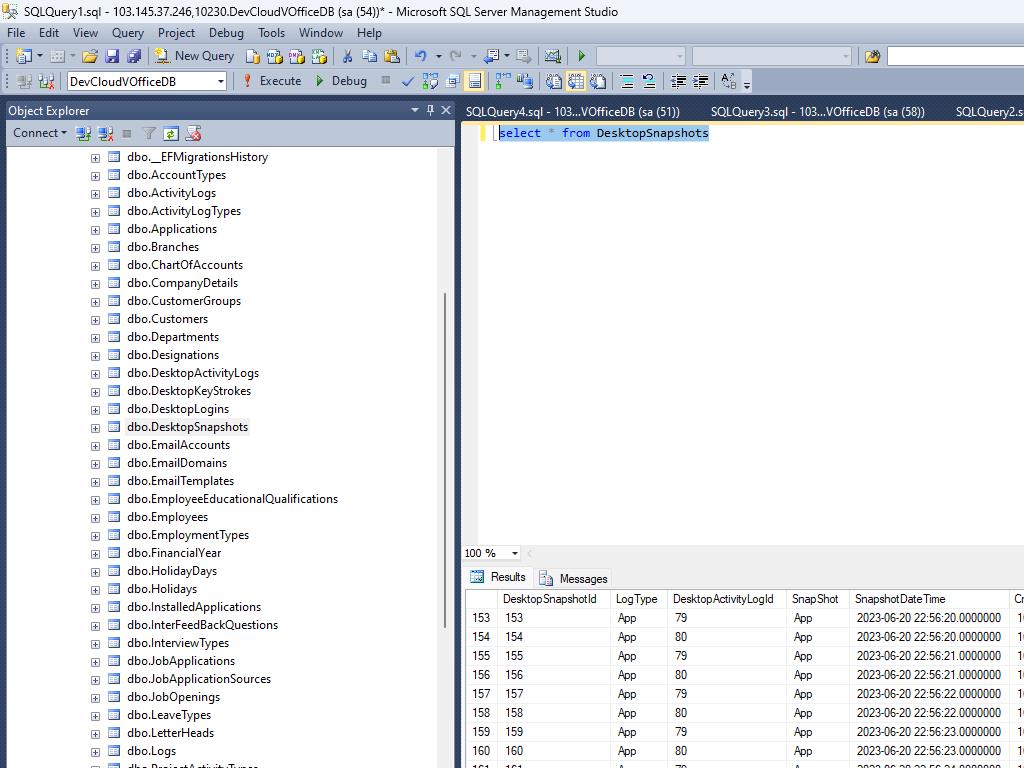 SQLQuery1.sql - 103.145.37.246,10230.DevCloudVOfficeDB (sa (54))* - Microsoft SQL Server Management Studio
File Edit View Query Project Debug Tools Window Help
New Query
DevCloudVOfficeDB Execute Debug
Object Explorer
Connect
dbo.__EFMigrationsHistory
dbo.AccountTypes
dbo.ActivityLogs
dbo.ActivityLogTypes
dbo.Applications
dbo.Branches
dbo.ChartOfAccounts
dbo.CompanyDetails
dbo.CustomerGroups
dbo.Customers
dbo.Departments
dbo.Designations
dbo.DesktopActivityLogs
dbo.DesktopKeyStrokes
dbo.DesktopLogins
dbo.DesktopSnapshots
dbo.EmailAccounts
dbo.EmailDomains
dbo.EmailTemplates
dbo.EmployeeEducationalQualifications
dbo.Employees
dbo.EmploymentTypes
dbo.FinancialYear
dbo.HolidayDays
dbo.Holidays
dbo.InstalledApplications
dbo.InterFeedBackQuestions
dbo.InterviewTypes
dbo.JobApplications
dbo.JobApplicationSources
dbo.JobOpenings
dbo.LeaveTypes
dbo.LetterHeads
dbo.Logs
dbo.ProjectActivityTypes
SQLQuery4.sql - 103...VOfficeDB (sa (51)) SQLQuery3.sql - 103...VOfficeDB (sa (58)) SQLQuery2.s
select * from DesktopSnapshots
100 %
Results Messages
DesktopSnapshotId LogType DesktopActivityLogId SnapShot SnapshotDateTime
153 153 App 79 App 2023-06-20 22:56:20.0000000
154 154 App 80 App 2023-06-20 22:56:20.0000000
155 155 App 79 App 2023-06-20 22:56:21.0000000
156 156 App 80 App 2023-06-20 22:56:21.0000000
157 157 App 79 App 2023-06-20 22:56:22.0000000
158 158 App 80 App 2023-06-20 22:56:22.0000000
159 159 App 79 App 2023-06-20 22:56:23.0000000
160 160 App 80 App 2023-06-20 22:56:23.0000000